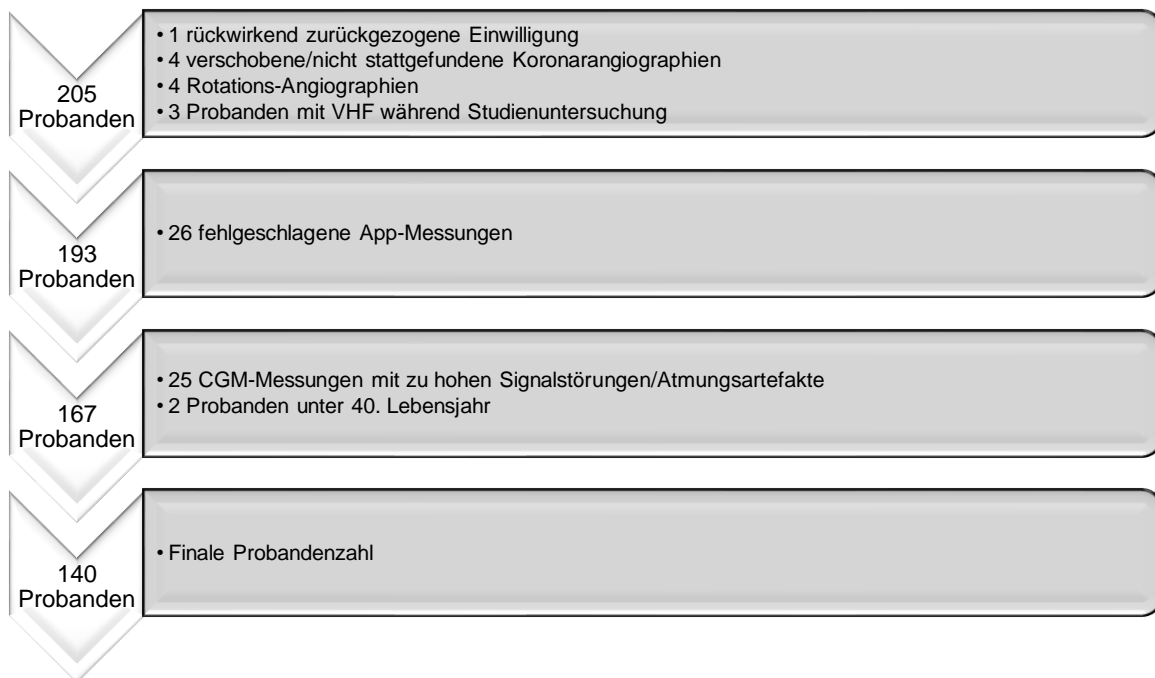 205
Probanden
• 1 rückwirkend zurückgezogene Einwilligung
• 4 verschobene/nicht stattgefundene Koronarangiographien
• 4 Rotations-Angiographien
• 3 Probanden mit VHF während Studienuntersuchung
193
Probanden
• 26 fehlgeschlagene App-Messungen
167
Probanden
• 25 CGM-Messungen mit zu hohen Signalstörungen/Atmungsartefakte
• 2 Probanden unter 40. Lebensjahr
140
Probanden
• Finale Probandenzahl